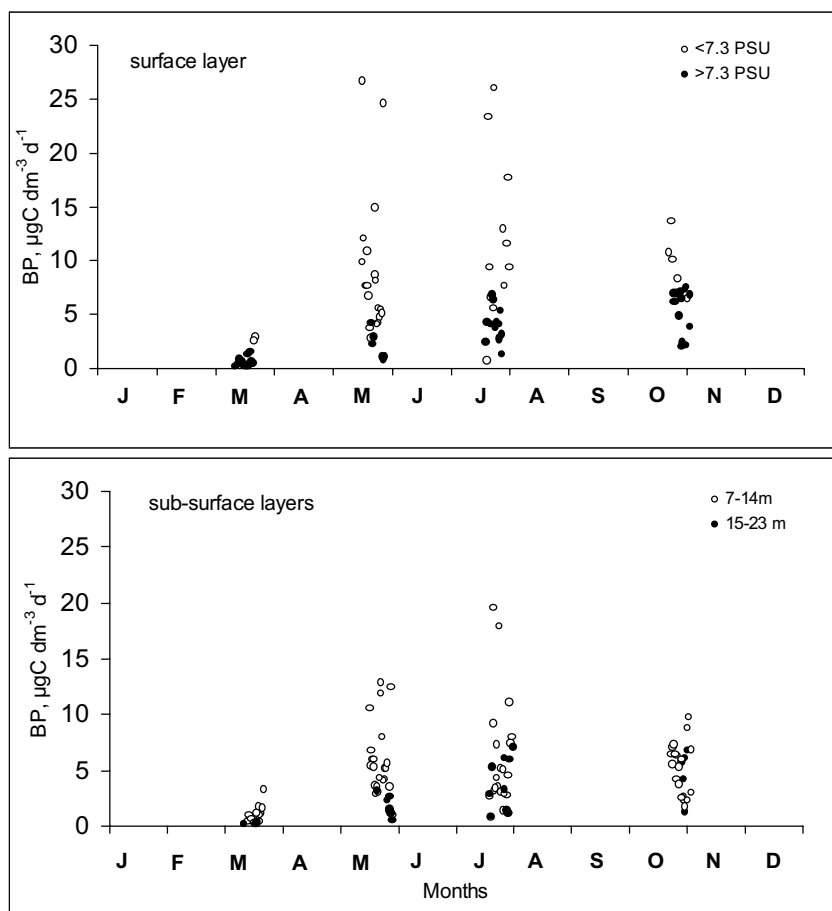 surface layer
○ <7.3 PSU
● >7.3 PSU
BP, µgC dm⁻³ d⁻¹
30
25
20
15
10
5
0
J F M A M J J A S O N D
sub-surface layers
○ 7-14m
● 15-23 m
BP, µgC dm⁻³ d⁻¹
30
25
20
15
10
5
0
J F M A M J J A S O N D
Months